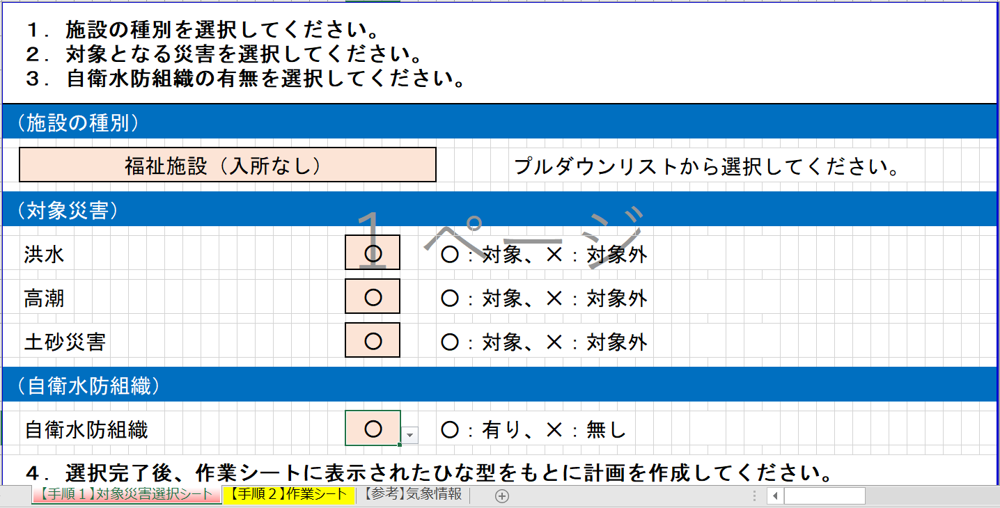 １．施設の種別を選択してください。
２．対象となる災害を選択してください。
３．自衛水防組織の有無を選択してください。
（施設の種別）
福祉施設（入所なし） プルダウンリストから選択してください。
（対象災害）
1 ページ
洪水 〇 〇：対象、×：対象外
高潮 〇 〇：対象、×：対象外
土砂災害 〇 〇：対象、×：対象外
（自衛水防組織）
自衛水防組織 〇 〇：有り、×：無し
４．選択完了後、作業シートに表示されたひな型をもとに計画を作成してください。
【手順１】対象災害選択シート 【手順２】作業シート 【参考】気象情報